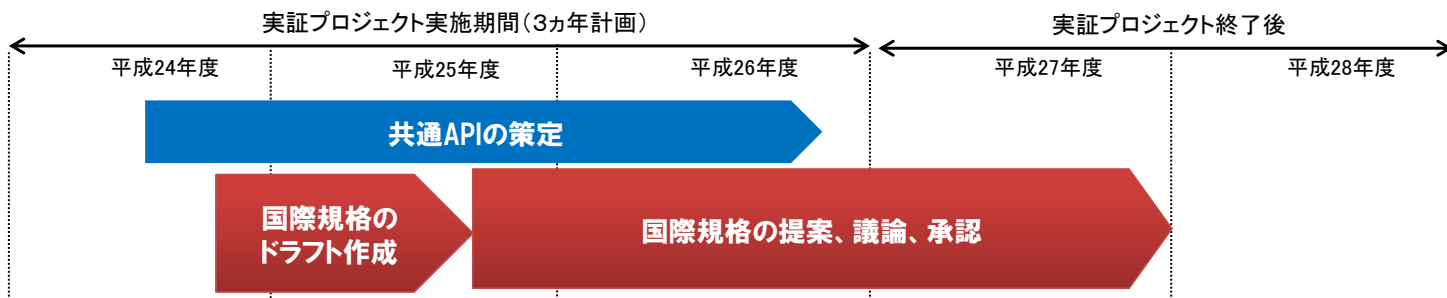 実証プロジェクト実施期間(3ヵ年計画)
実証プロジェクト終了後
平成24年度
平成25年度
平成26年度
平成27年度
平成28年度
共通APIの策定
国際規格の
ドラフト作成
国際規格の提案、議論、承認